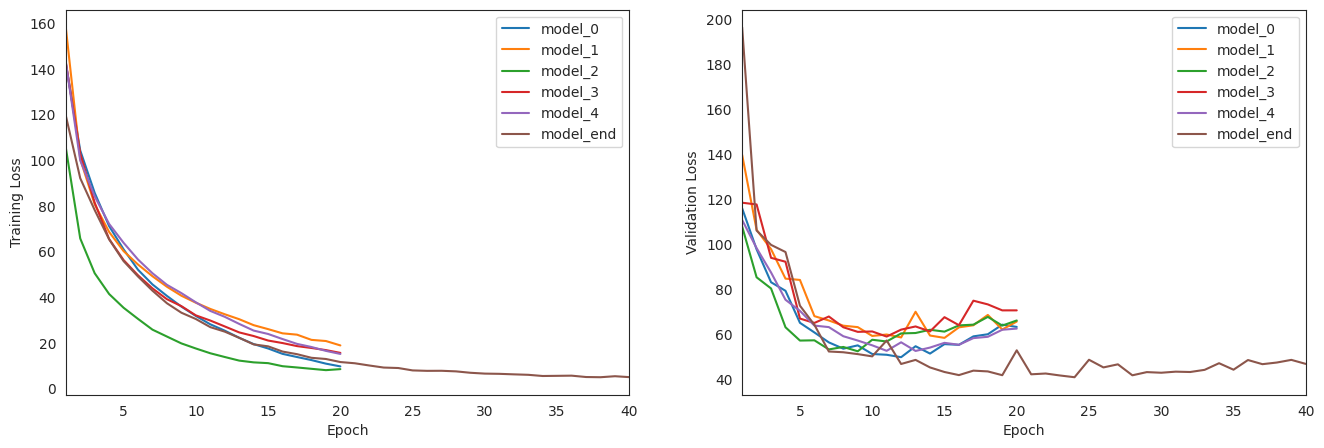 Training Loss
160
140
120
100
80
60
40
20
0
5
10
15
20
25
30
35
40
Epoch
model_0
model_1
model_2
model_3
model_4
model_end
Validation Loss
200
180
160
140
120
100
80
60
40
5
10
15
20
25
30
35
40
Epoch
model_0
model_1
model_2
model_3
model_4
model_end